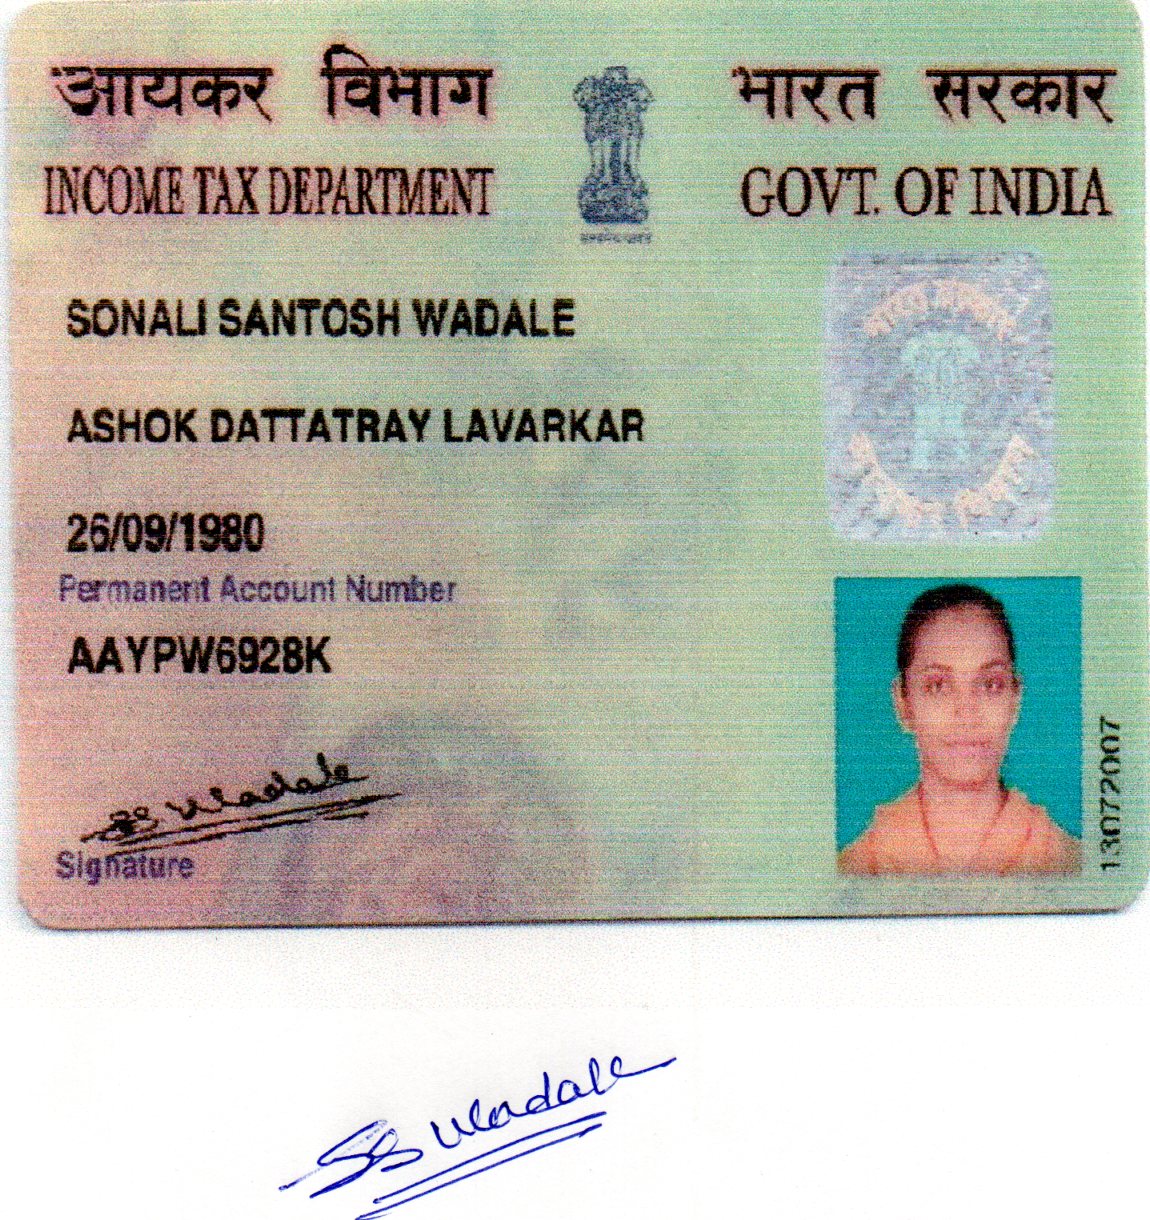 आयकर विभाग
भारत सरकार
INCOME TAX DEPARTMENT
GOVT. OF INDIA
SONALI SANTOSH WADALE
ASHOK DATTATRAY LAVARKAR
26/09/1980
Permanent Account Number
AAYPW6928K
SS Wadale
Signature
13072007
SS Wadale